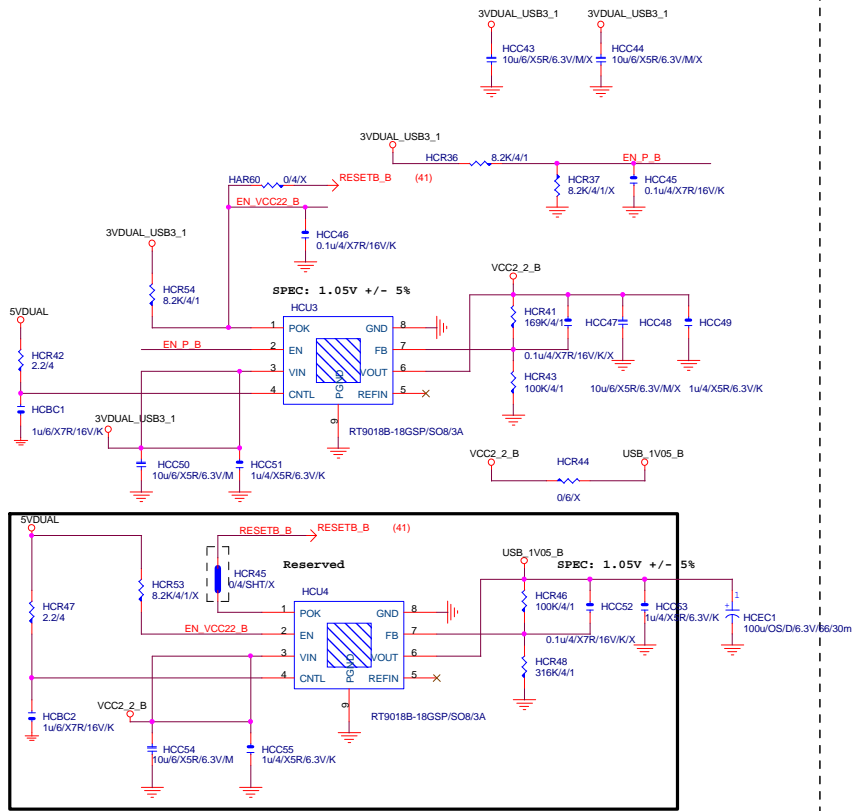 3VDUAL_USB3_1
3VDUAL_USB3_1
HCC43
10u/6/X5R/6.3V/M/X
HCC44
10u/6/X5R/6.3V/M/X
3VDUAL_USB3_1
HCR36
8.2K/4/1
EN_P_B
HCR37
8.2K/4/1/X
HCC45
0.1u/4/X7R/16V/K
HAR60
0/4/X
RESETB_B
(41)
EN_VCC22_B
HCC46
0.1u/4/X7R/16V/K
3VDUAL_USB3_1
HCR54
8.2K/4/1
SPEC: 1.05V +/- 5%
HCU3
VCC2_2_B
5VDUAL
HCR42
2.2/4
EN_P_B
1
POK
GND
8
2
EN
FB
7
3
VIN
VOUT
6
4
CNTL
REFIN
5
PGND
9
HCR41
169K/4/1
HCC47
HCC48
HCC49
0.1u/4/X7R/16V/K/X
HCR43
100K/4/1
10u/6/X5R/6.3V/M/X
1u/4/X5R/6.3V/K
HCBC1
1u/6/X7R/16V/K
3VDUAL_USB3_1
RT9018B-18GSP/SO8/3A
HCC50
10u/6/X5R/6.3V/M
HCC51
1u/4/X5R/6.3V/K
VCC2_2_B
HCR44
USB_1V05_B
0/6/X
5VDUAL
RESETB_B
RESETB_B
(41)
Reserved
HCR45
0/4/SHT/X
HCR53
8.2K/4/1/X
HCU4
USB_1V05_B
SPEC: 1.05V +/- 5%
HCR47
2.2/4
EN_VCC22_B
1
POK
GND
8
2
EN
FB
7
3
VIN
VOUT
6
4
CNTL
REFIN
5
PGND
9
HCR46
100K/4/1
HCC52
HCC53
1u/4/X5R/6.3V/K
0.1u/4/X7R/16V/K/X
1
+
HCEC1
100u/OS/D/6.3V/66/30m
HCR48
316K/4/1
HCBC2
1u/6/X7R/16V/K
VCC2_2_B
RT9018B-18GSP/SO8/3A
HCC54
10u/6/X5R/6.3V/M
HCC55
1u/4/X5R/6.3V/K